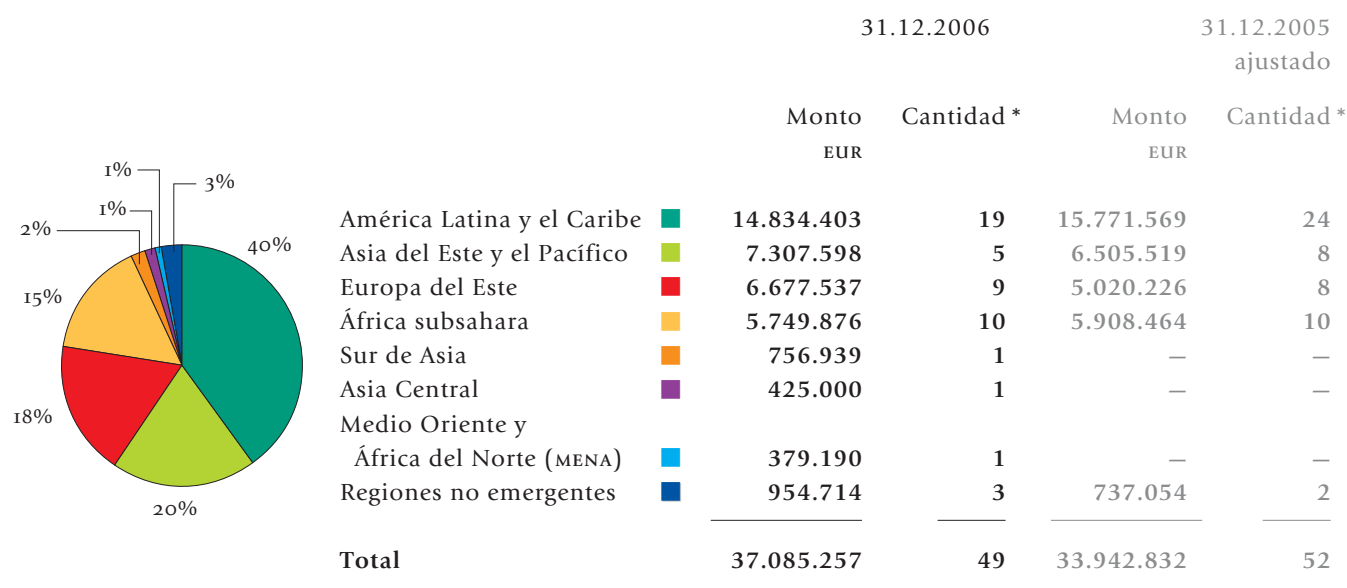 31.12.2006 31.12.2005
ajustado
Monto Cantidad * Monto Cantidad *
EUR EUR
1% 3%
1%
2% 40%
15%
18%
20%
América Latina y el Caribe 14.834.403 19 15.771.569 24
Asia del Este y el Pacífico 7.307.598 5 6.505.519 8
Europa del Este 6.677.537 9 5.020.226 8
África subsahara 5.749.876 10 5.908.464 10
Sur de Asia 756.939 1 — —
Asia Central 425.000 1 — —
Medio Oriente y
África del Norte (MENA) 379.190 1 — —
Regiones no emergentes 954.714 3 737.054 2
Total 37.085.257 49 33.942.832 52